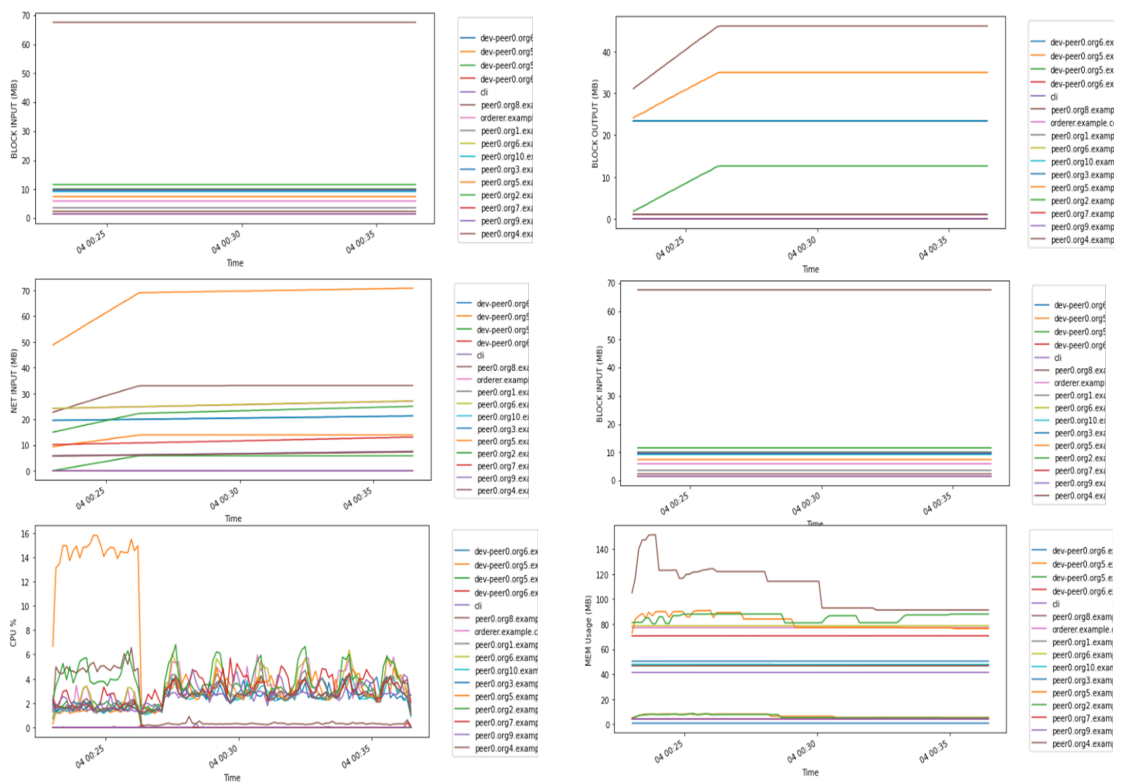 BLOCK INPUT (MB)
70
60
50
40
30
20
10
0
04 00:25
04 00:30
04 00:35
Time
dev-peer0.org6
dev-peer0.org5
dev-peer0.org5
dev-peer0.org6
cli
peer0.org8.exa
orderer.exampl
peer0.org1.exa
peer0.org6.exa
peer0.org10.ex
peer0.org3.exa
peer0.org5.exa
peer0.org2.exa
peer0.org7.exa
peer0.org9.exa
peer0.org4.exa
BLOCK OUTPUT (MB)
40
30
20
10
0
04 00:25
04 00:30
04 00:35
Time
dev-peer0.org6.ex
dev-peer0.org5.ex
dev-peer0.org5.ex
dev-peer0.org6.ex
cli
peer0.org8.examp
orderer.example.c
peer0.org1.examp
peer0.org6.examp
peer0.org10.exam
peer0.org3.examp
peer0.org5.examp
peer0.org2.examp
peer0.org7.examp
peer0.org9.examp
peer0.org4.examp
NET INPUT (MB)
70
60
50
40
30
20
10
0
04 00:25
04 00:30
04 00:35
Time
dev-peer0.org6
dev-peer0.org5
dev-peer0.org5
dev-peer0.org6
cli
peer0.org8.exa
orderer.exampl
peer0.org1.exa
peer0.org6.exa
peer0.org10.ex
peer0.org3.exa
peer0.org5.exa
peer0.org2.exa
peer0.org7.exa
peer0.org9.exa
peer0.org4.exa
BLOCK INPUT (MB)
70
60
50
40
30
20
10
0
04 00:25
04 00:30
04 00:35
Time
dev-peer0.org6
dev-peer0.org5
dev-peer0.org5
dev-peer0.org6
cli
peer0.org8.exa
orderer.exampl
peer0.org1.exa
peer0.org6.exa
peer0.org10.ex
peer0.org3.exa
peer0.org5.exa
peer0.org2.exa
peer0.org7.exa
peer0.org9.exa
peer0.org4.exa
CPU %
16
14
12
10
8
6
4
2
0
04 00:25
04 00:30
04 00:35
Time
dev-peer0.org6.ex
dev-peer0.org5.ex
dev-peer0.org5.ex
dev-peer0.org6.ex
cli
peer0.org8.examp
orderer.example.c
peer0.org1.examp
peer0.org6.examp
peer0.org10.exam
peer0.org3.examp
peer0.org5.examp
peer0.org2.examp
peer0.org7.examp
peer0.org9.examp
peer0.org4.examp
MEM Usage (MB)
140
120
100
80
60
40
20
0
04 00:25
04 00:30
04 00:35
Time
dev-peer0.org6.e
dev-peer0.org5.e
dev-peer0.org5.e
dev-peer0.org6.e
cli
peer0.org8.examp
orderer.example.
peer0.org1.examp
peer0.org6.examp
peer0.org10.exam
peer0.org3.examp
peer0.org5.examp
peer0.org2.examp
peer0.org7.examp
peer0.org9.examp
peer0.org4.examp